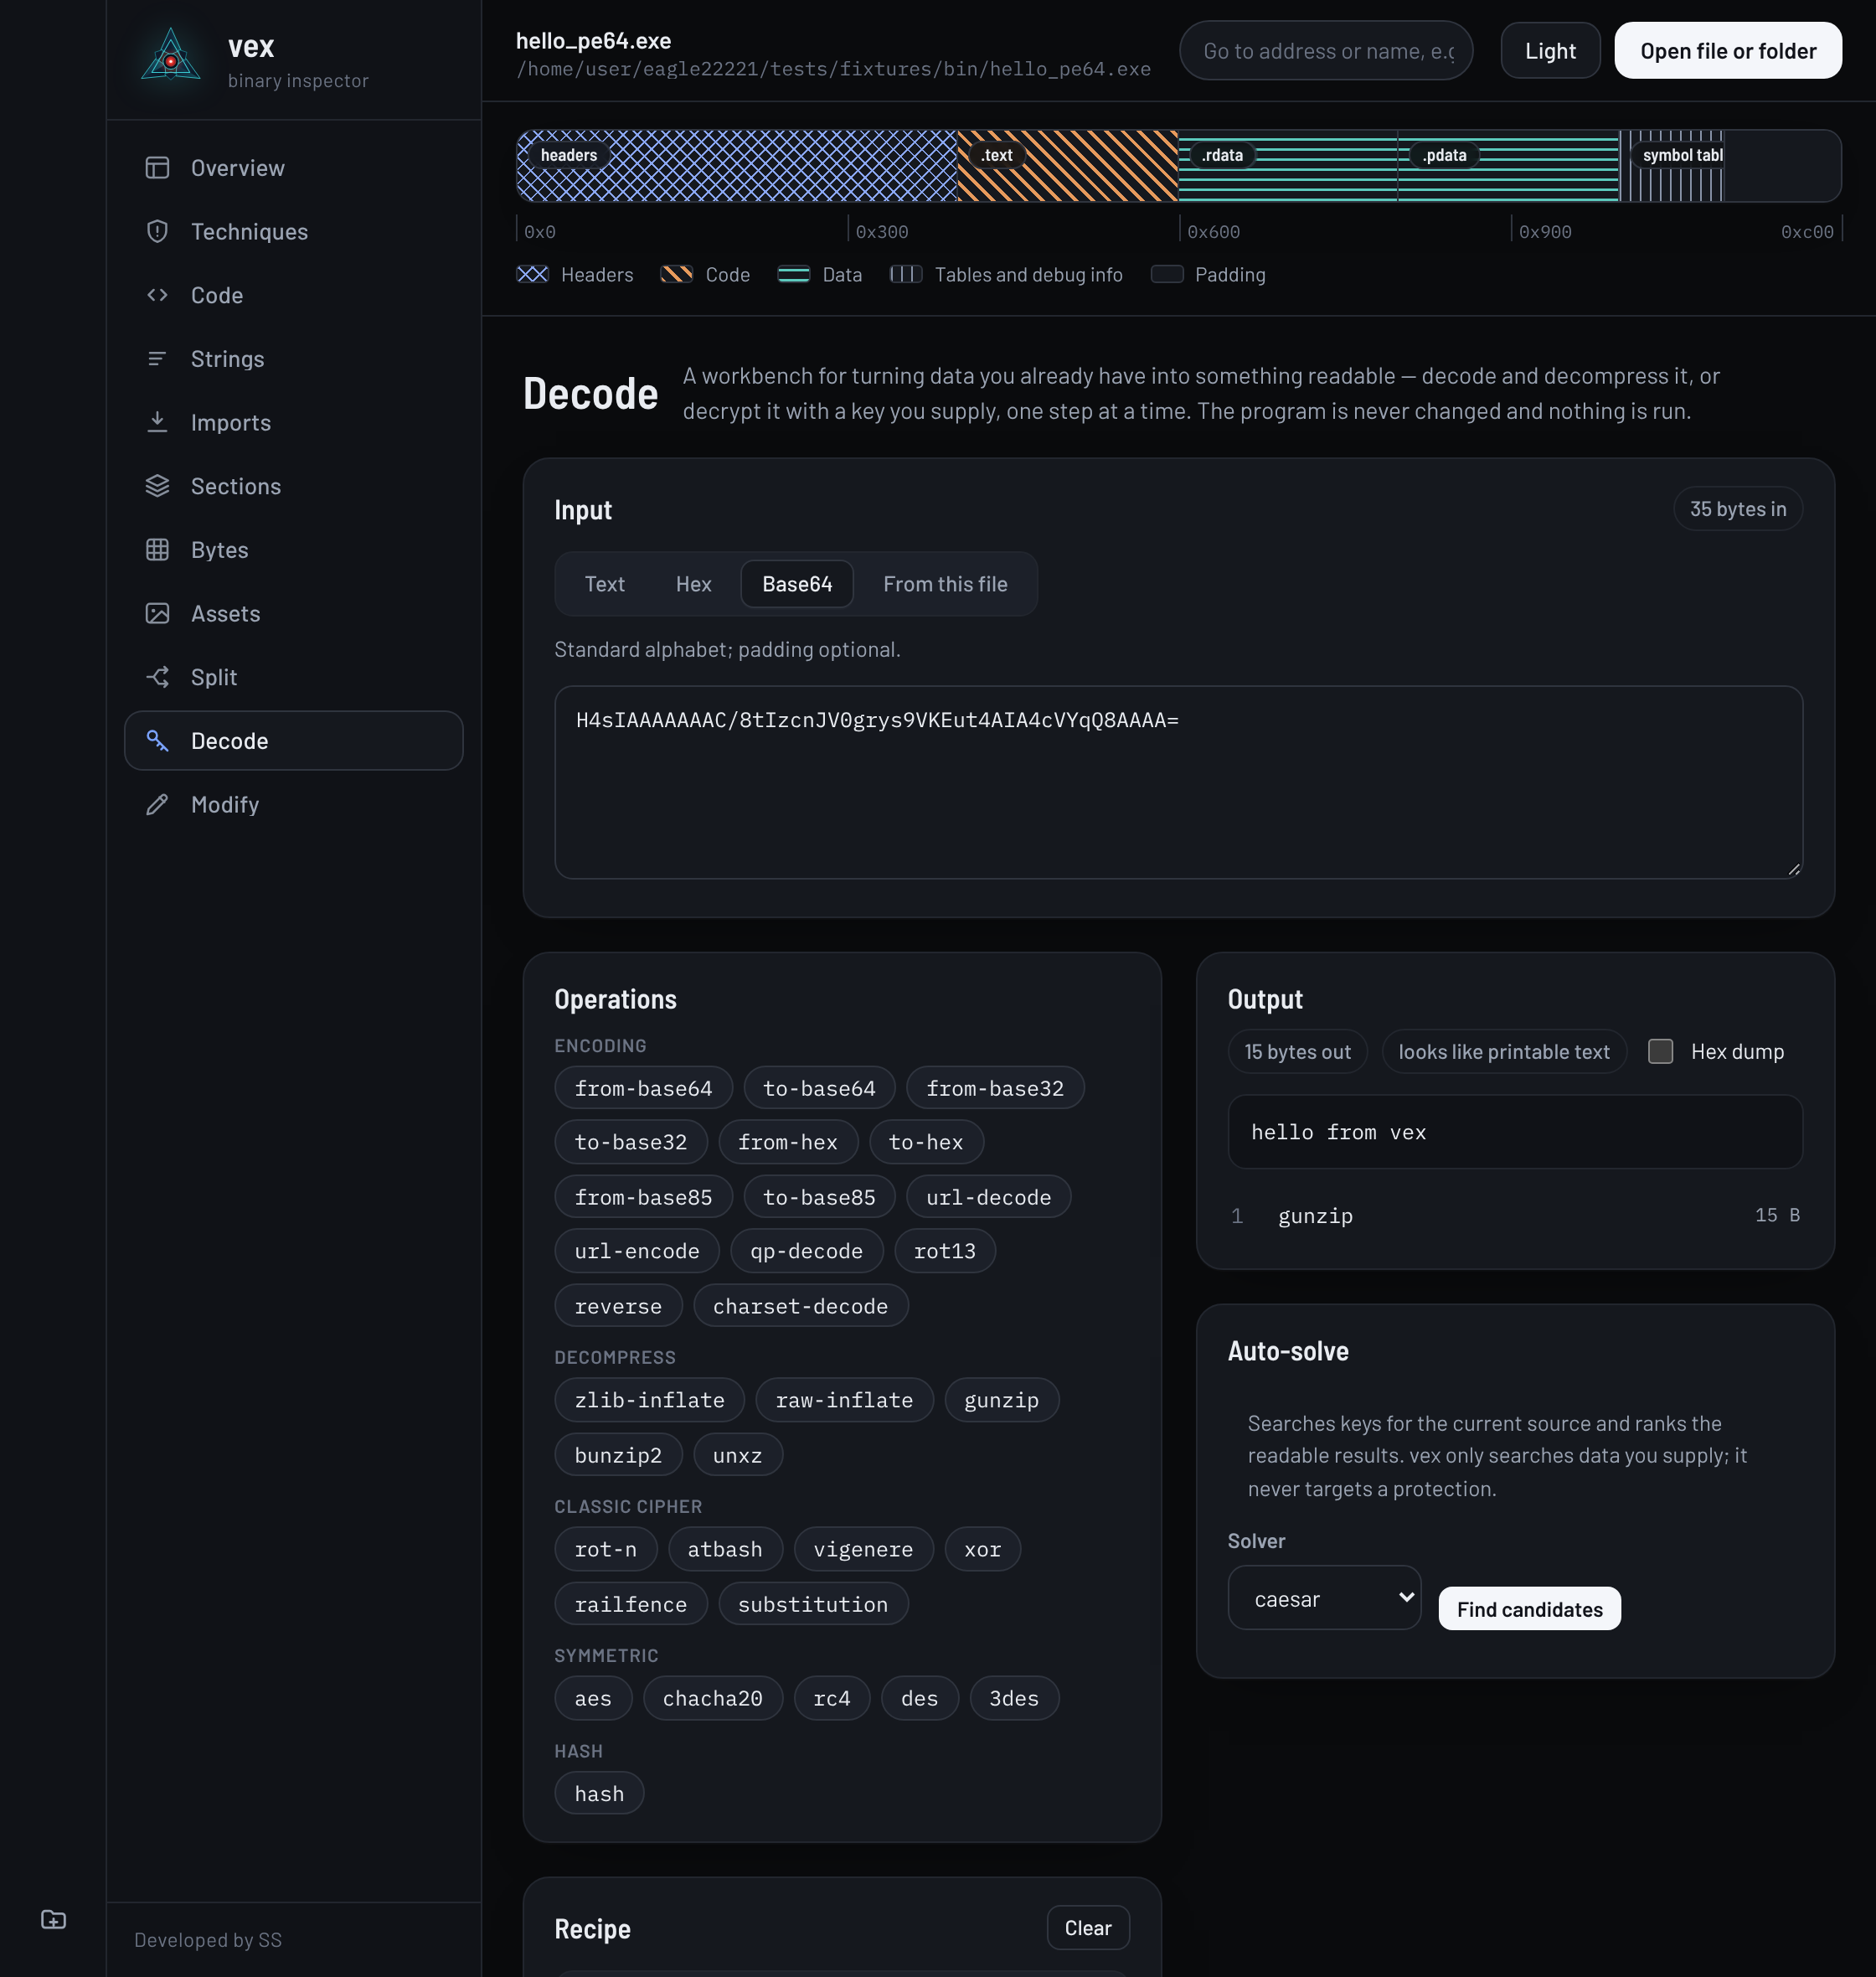 vex
binary inspector
Overview
Techniques
Code
Strings
Imports
Sections
Bytes
Assets
Split
Decode
Modify
Developed by SS
hello_pe64.exe
/home/user/eagle22221/tests/fixtures/bin/hello_pe64.exe
Go to address or name, e.g
Light
Open file or folder
headers
.text
.rdata
.pdata
symbol tabl
0x0
0x300
0x600
0x900
0xc00
Headers
Code
Data
Tables and debug info
Padding
Decode
A workbench for turning data you already have into something readable — decode and decompress it, or
decrypt it with a key you supply, one step at a time. The program is never changed and nothing is run.
Input
35 bytes in
Text
Hex
Base64
From this file
Standard alphabet; padding optional.
H4sIAAAAAAAC/8tIzcnJV0grys9VKEut4AIA4cVYqQ8AAAA=
Operations
ENCODING
from-base64 to-base64 from-base32
to-base32 from-hex to-hex
from-base85 to-base85 url-decode
url-encode qp-decode rot13
reverse charset-decode
DECOMPRESS
zlib-inflate raw-inflate gunzip
bunzip2 unxz
CLASSIC CIPHER
rot-n atbash vigenere xor
railfence substitution
SYMMETRIC
aes chacha20 rc4 des 3des
HASH
hash
Recipe
Clear
Output
15 bytes out
looks like printable text
Hex dump
hello from vex
1 gunzip 15 B
Auto-solve
Searches keys for the current source and ranks the
readable results. vex only searches data you supply; it
never targets a protection.
Solver
caesar
Find candidates